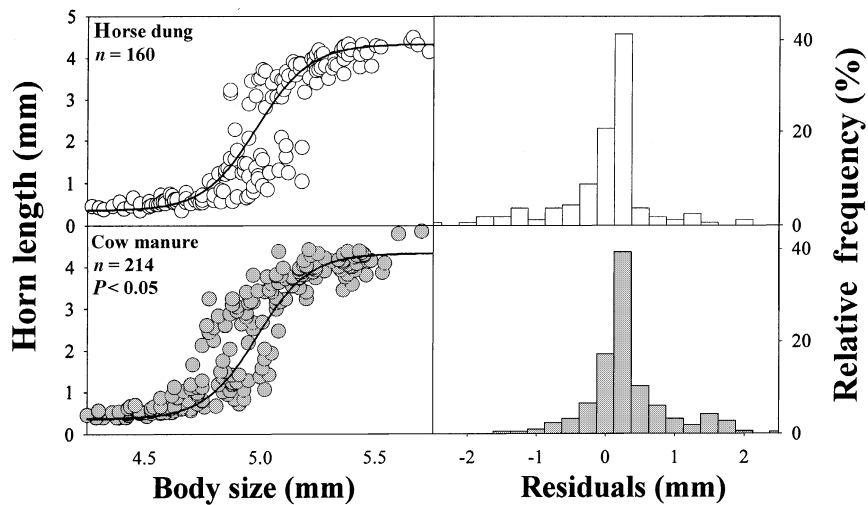 Horse dung
n = 160
Cow manure
n = 214
P < 0.05
Horn length (mm)
5
4
3
2
1
0
4
3
2
1
0
4.5 5.0 5.5
Body size (mm)
-2 -1 0 1 2
Residuals (mm)
40
20
0
40
20
0
Relative frequency (%)